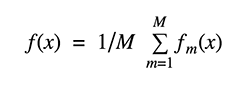 f(x) = 1/M ∑_{m=1}^{M} f_m(x)